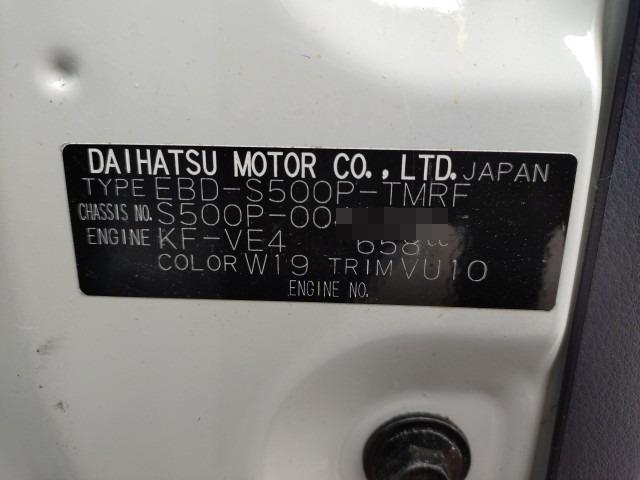 DAIHATSU MOTOR CO.,LTD. JAPAN
TYPE EBD-S500P-TMRF
CHASSIS NO. S500P-00
ENGINE KF-VE4 658
COLOR W19 TRIM VU10
ENGINE NO.